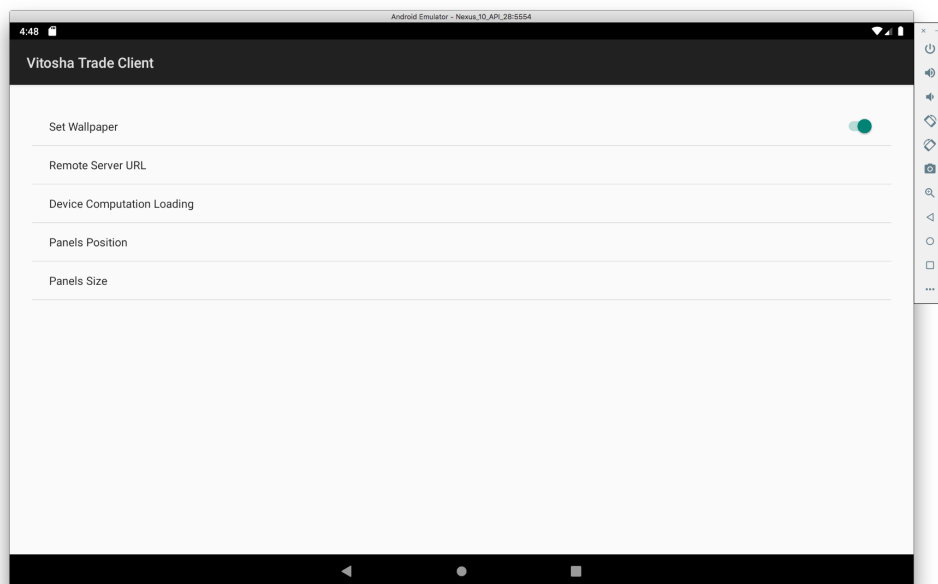 Android Emulator - Nexus_10_API_28:5554
4:48
Vitosha Trade Client
Set Wallpaper
Remote Server URL
Device Computation Loading
Panels Position
Panels Size